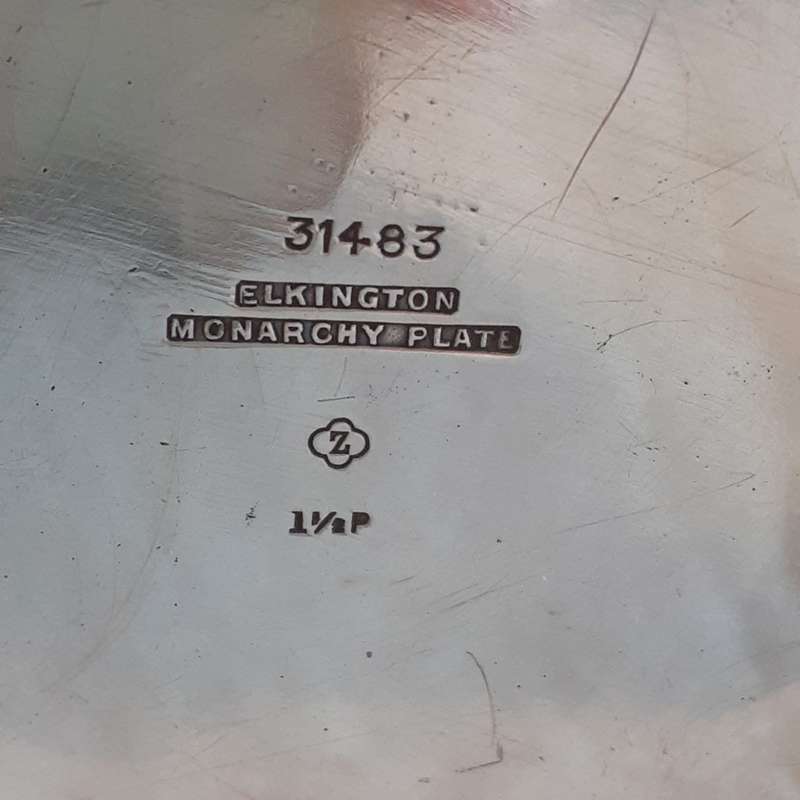 31483
ELKINGTON
MONARCHY PLATE
Z
1½P